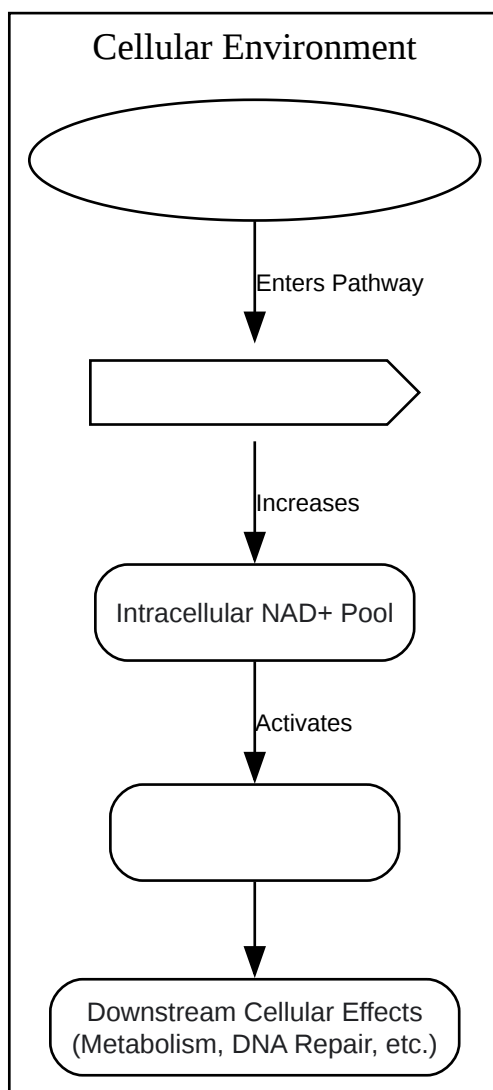 Cellular Environment
Enters Pathway
Increases
Intracellular NAD+ Pool
Activates
Downstream Cellular Effects
(Metabolism, DNA Repair, etc.)